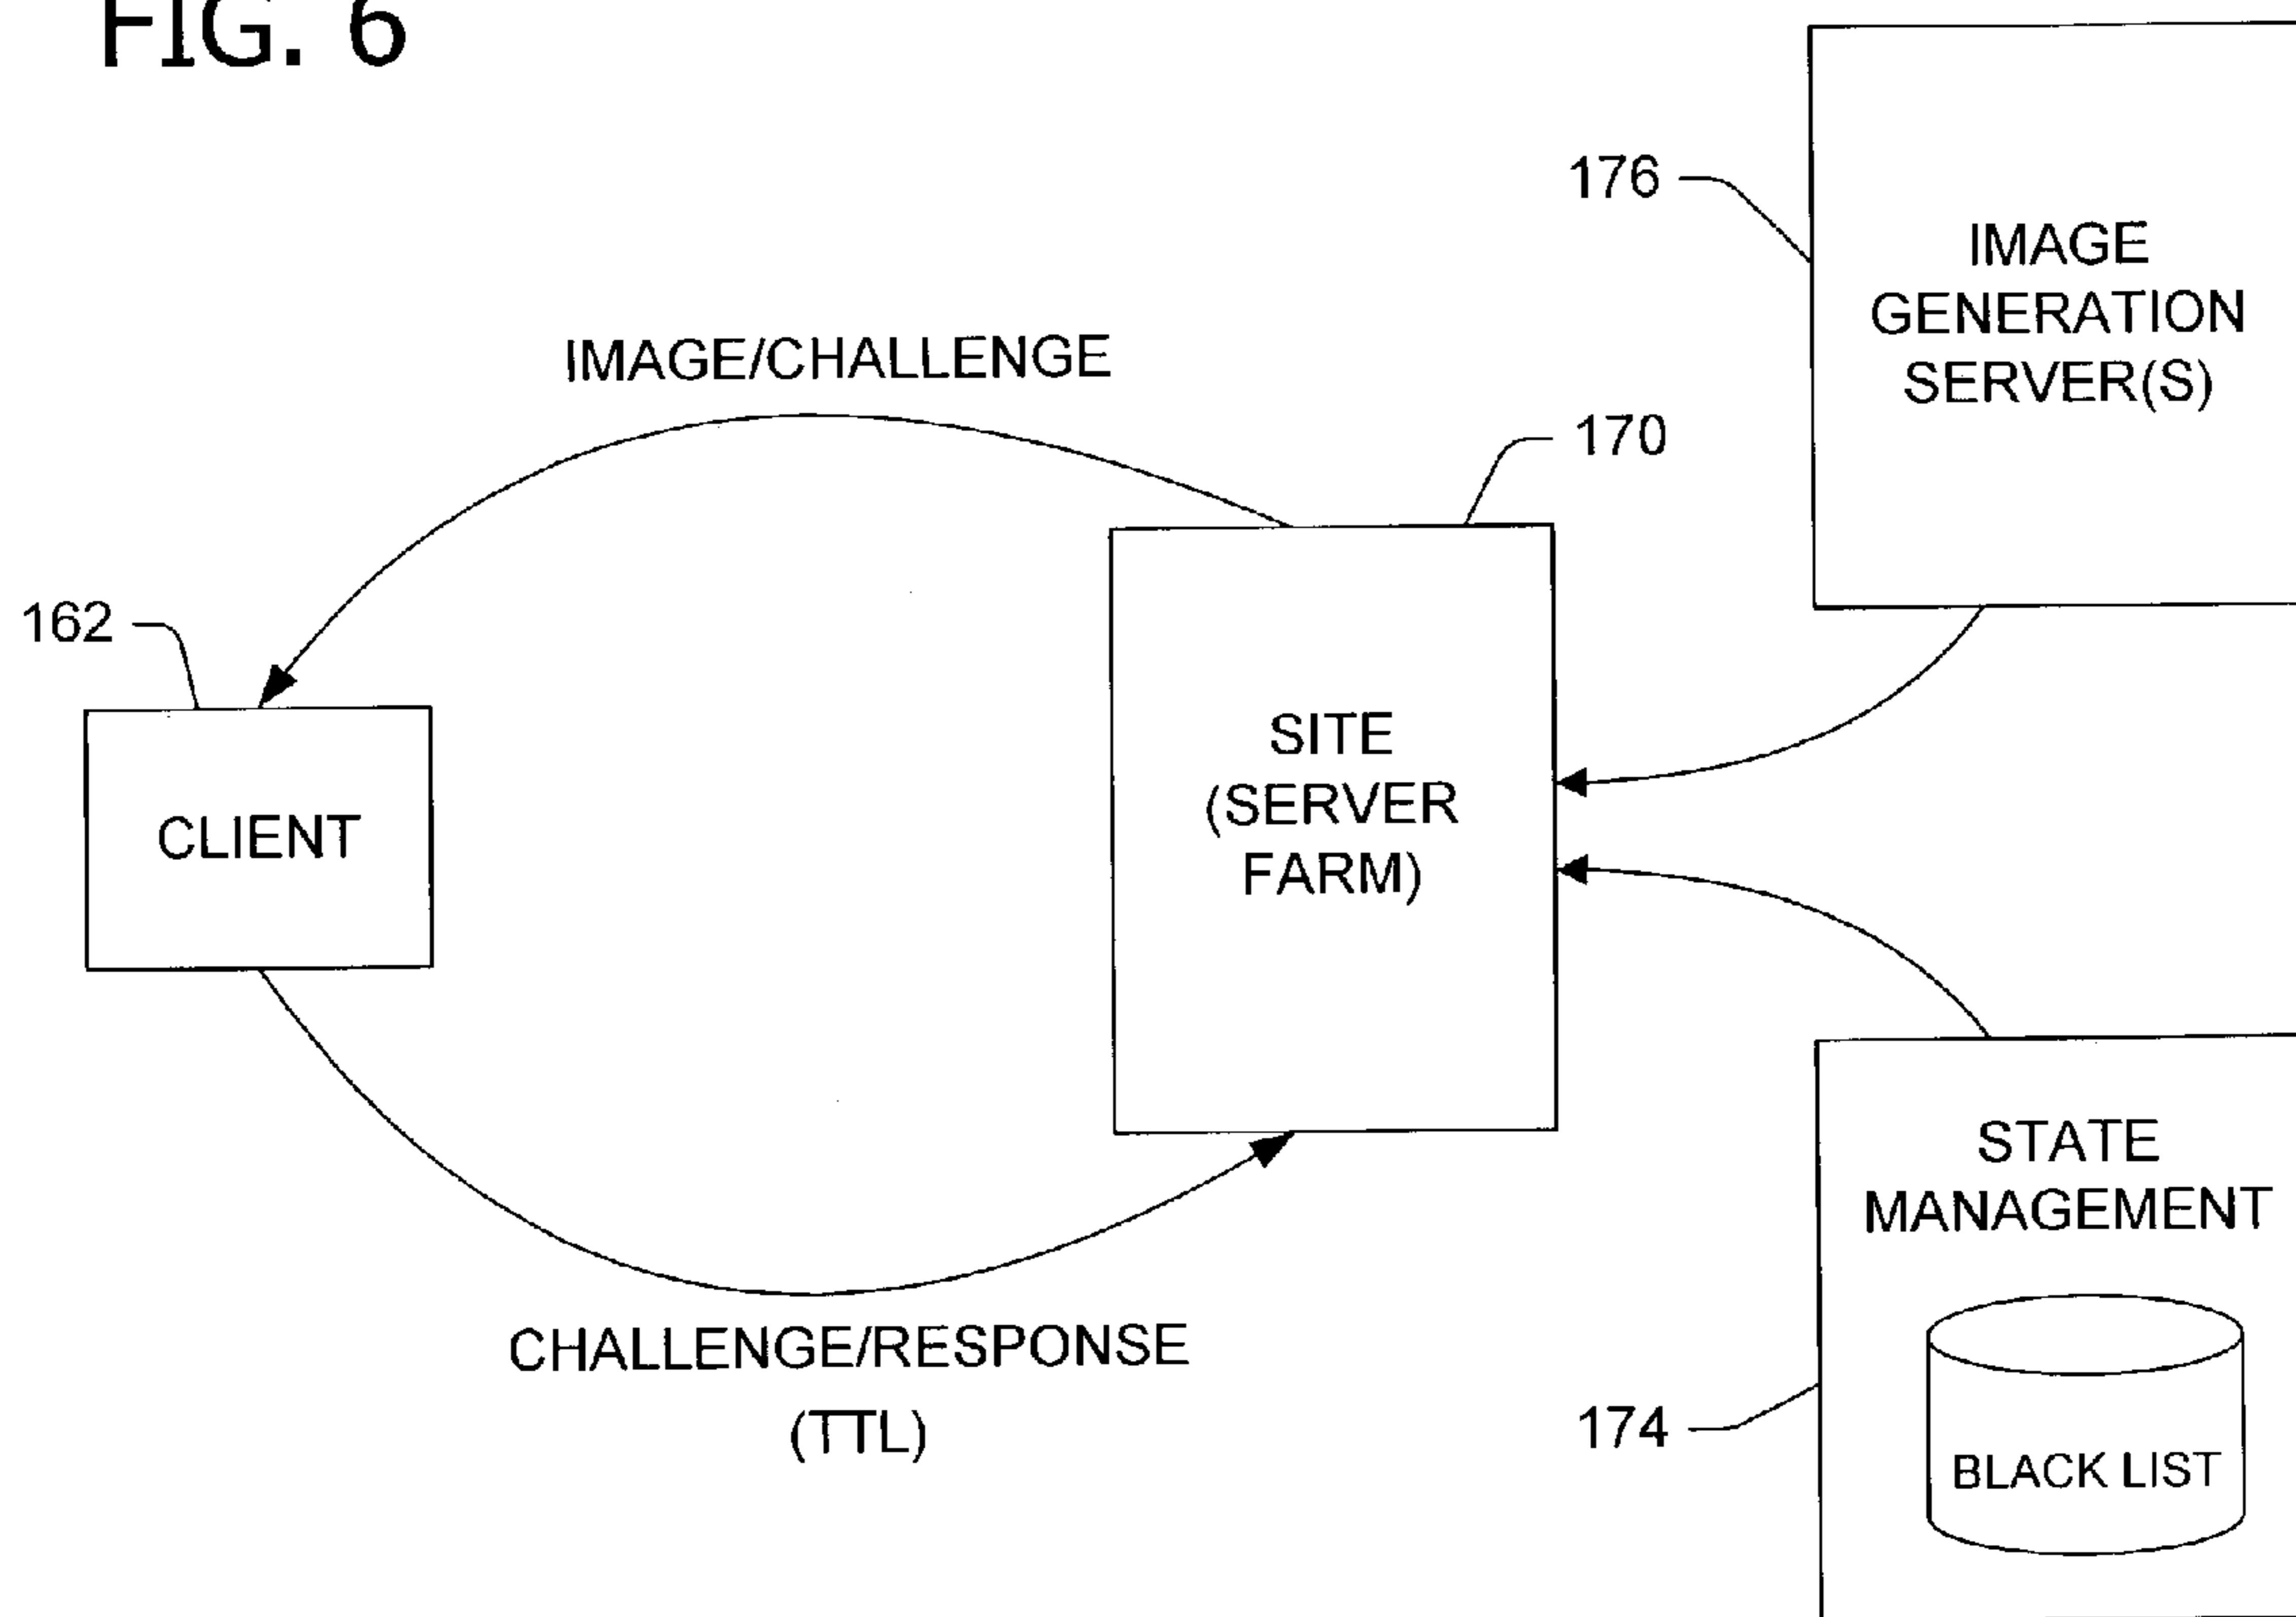 FIG. 6
176
IMAGE
GENERATION
SERVER(S)
IMAGE/CHALLENGE
170
162
CLIENT
SITE
(SERVER
FARM)
STATE
MANAGEMENT
CHALLENGE/RESPONSE
(TTL)
174
BLACK LIST